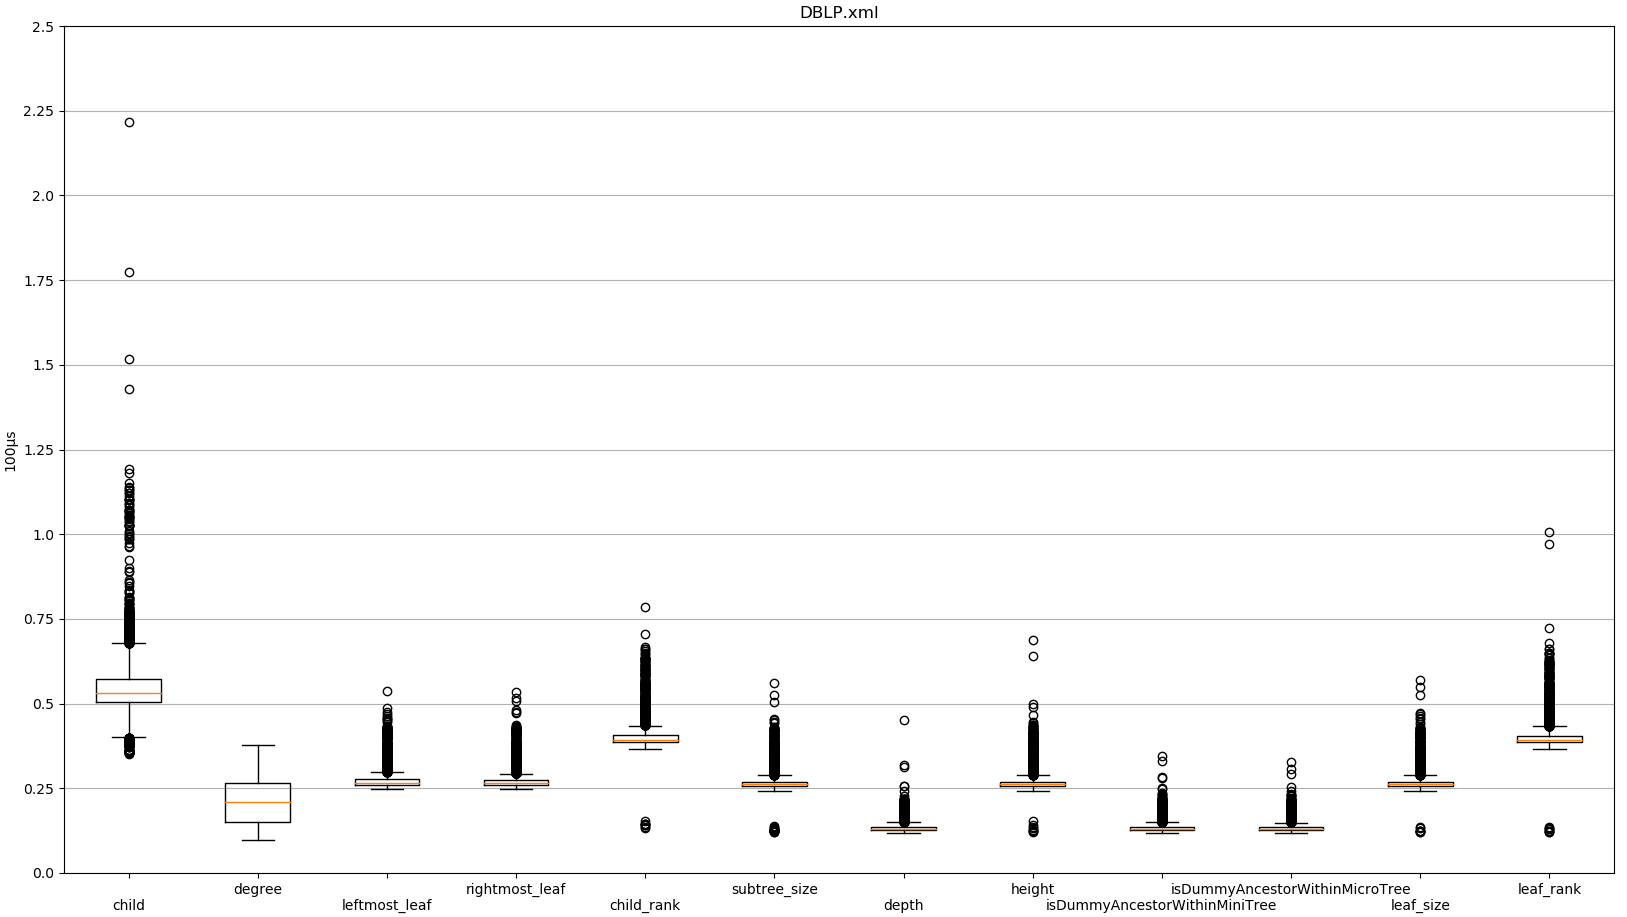 DBLP.xml
2.5
2.25
2.0
1.75
1.5
1.25
1.0
0.75
0.5
0.25
0.0
100µs
degree rightmost_leaf subtree_size height isDummyAncestorWithinMicroTree leaf_rank
child leftmost_leaf child_rank depth isDummyAncestorWithinMiniTree leaf_size